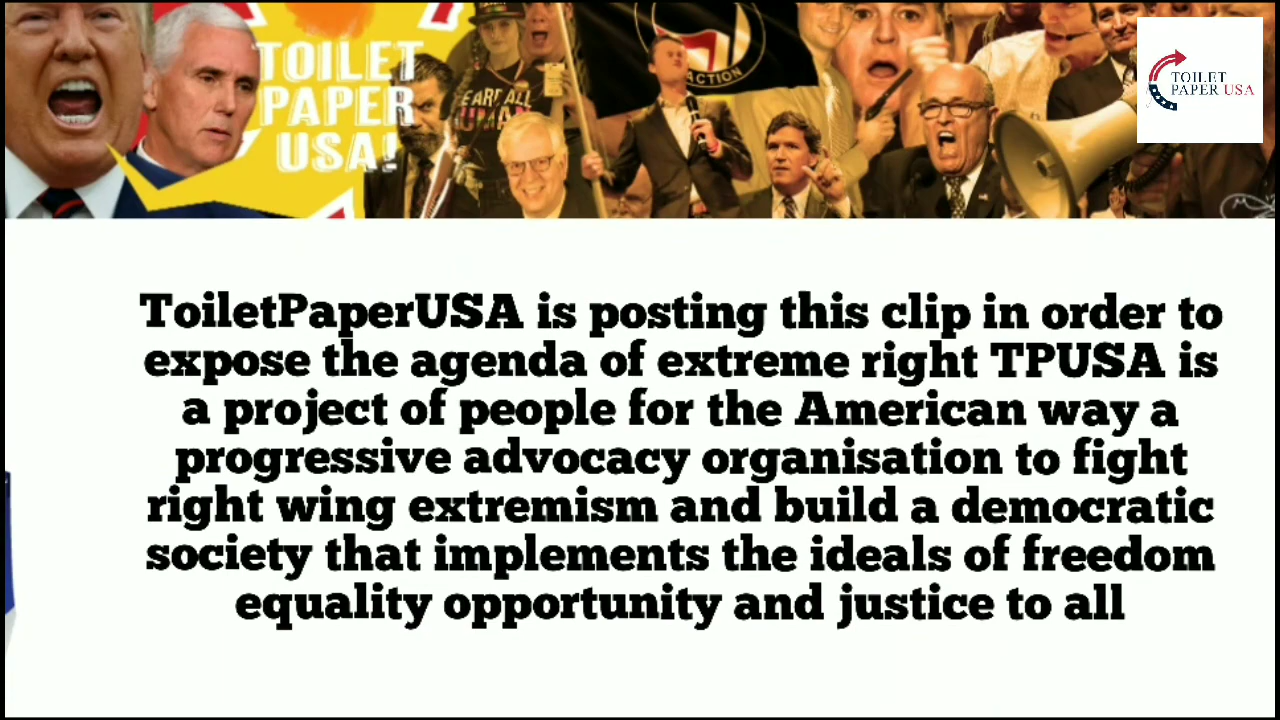 TOILET
PAPER
USA!
ACTION
TOILET
PAPER USA
ToiletPaperUSA is posting this clip in order to
expose the agenda of extreme right TPUSA is
a project of people for the American way a
progressive advocacy organisation to fight
right wing extremism and build a democratic
society that implements the ideals of freedom
equality opportunity and justice to all